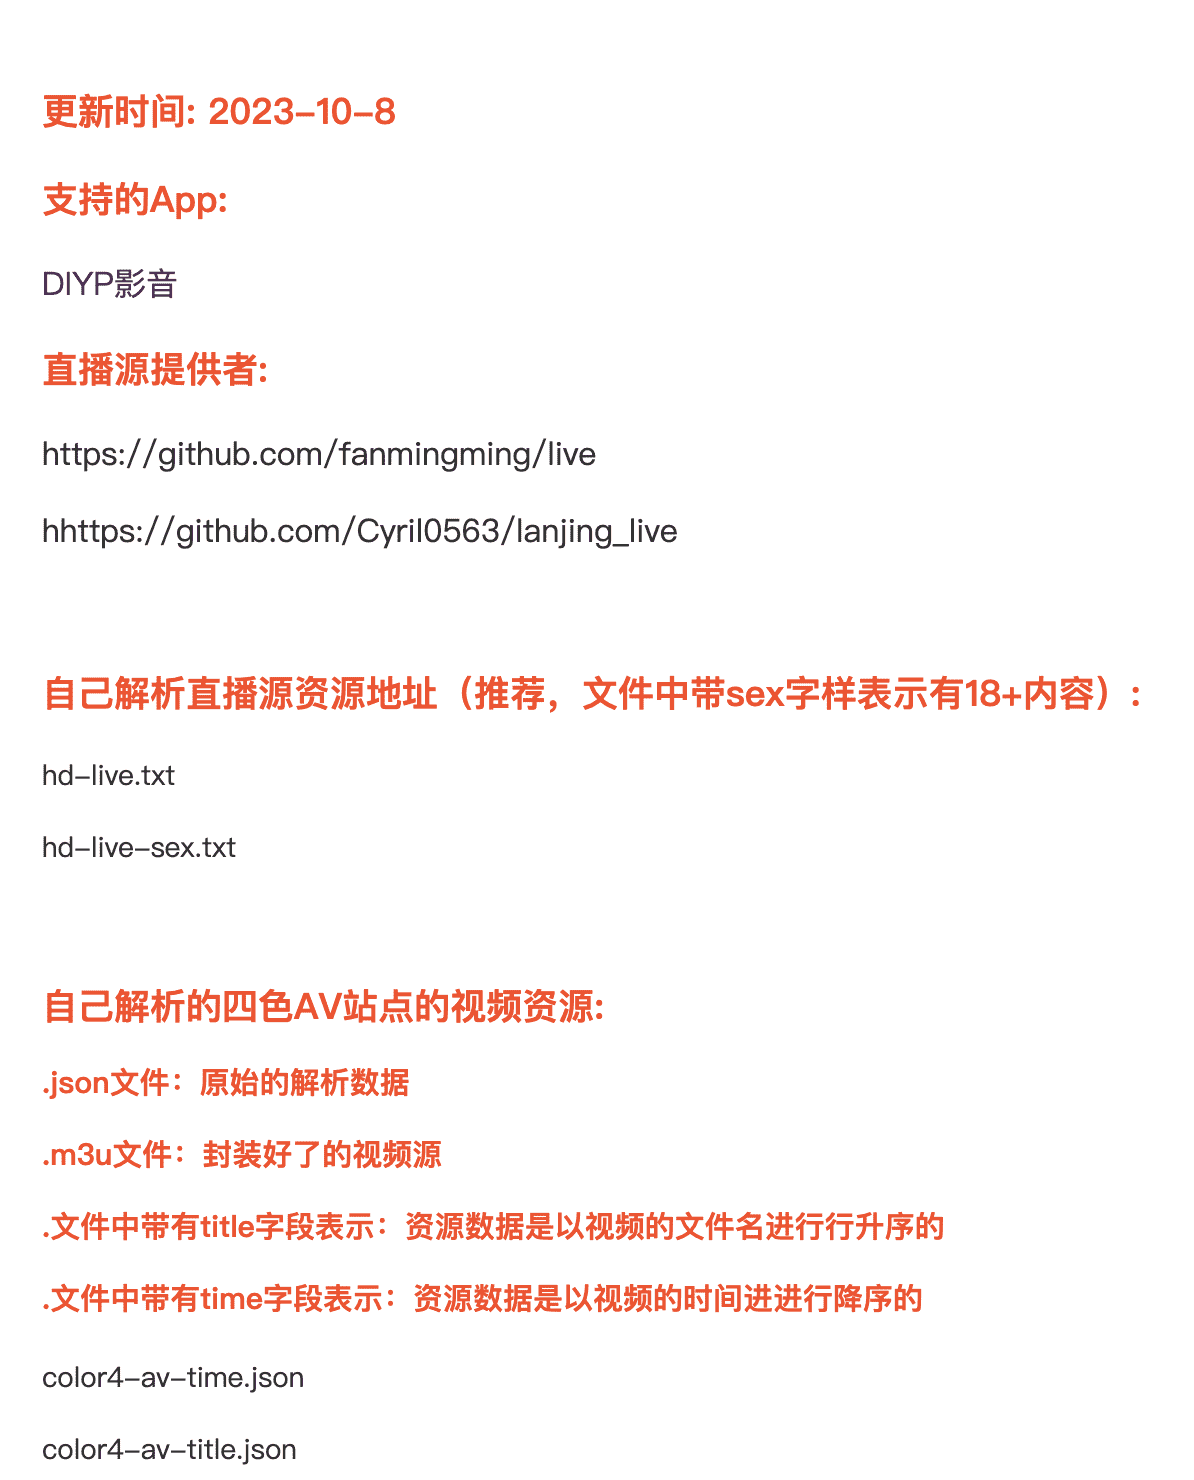 更新时间: 2023-10-8
支持的App:
DIYP影音
直播源提供者:
https://github.com/fanmingming/live
hhttps://github.com/Cyril0563/lanjing_live
自己解析直播源资源地址（推荐，文件中带sex字样表示有18+内容）:
hd-live.txt
hd-live-sex.txt
自己解析的四色AV站点的视频资源:
.json文件：原始的解析数据
.m3u文件：封装好了的视频源
.文件中带有title字段表示：资源数据是以视频的文件名进行行升序的
.文件中带有time字段表示：资源数据是以视频的时间进进行降序的
color4-av-time.json
color4-av-title.json